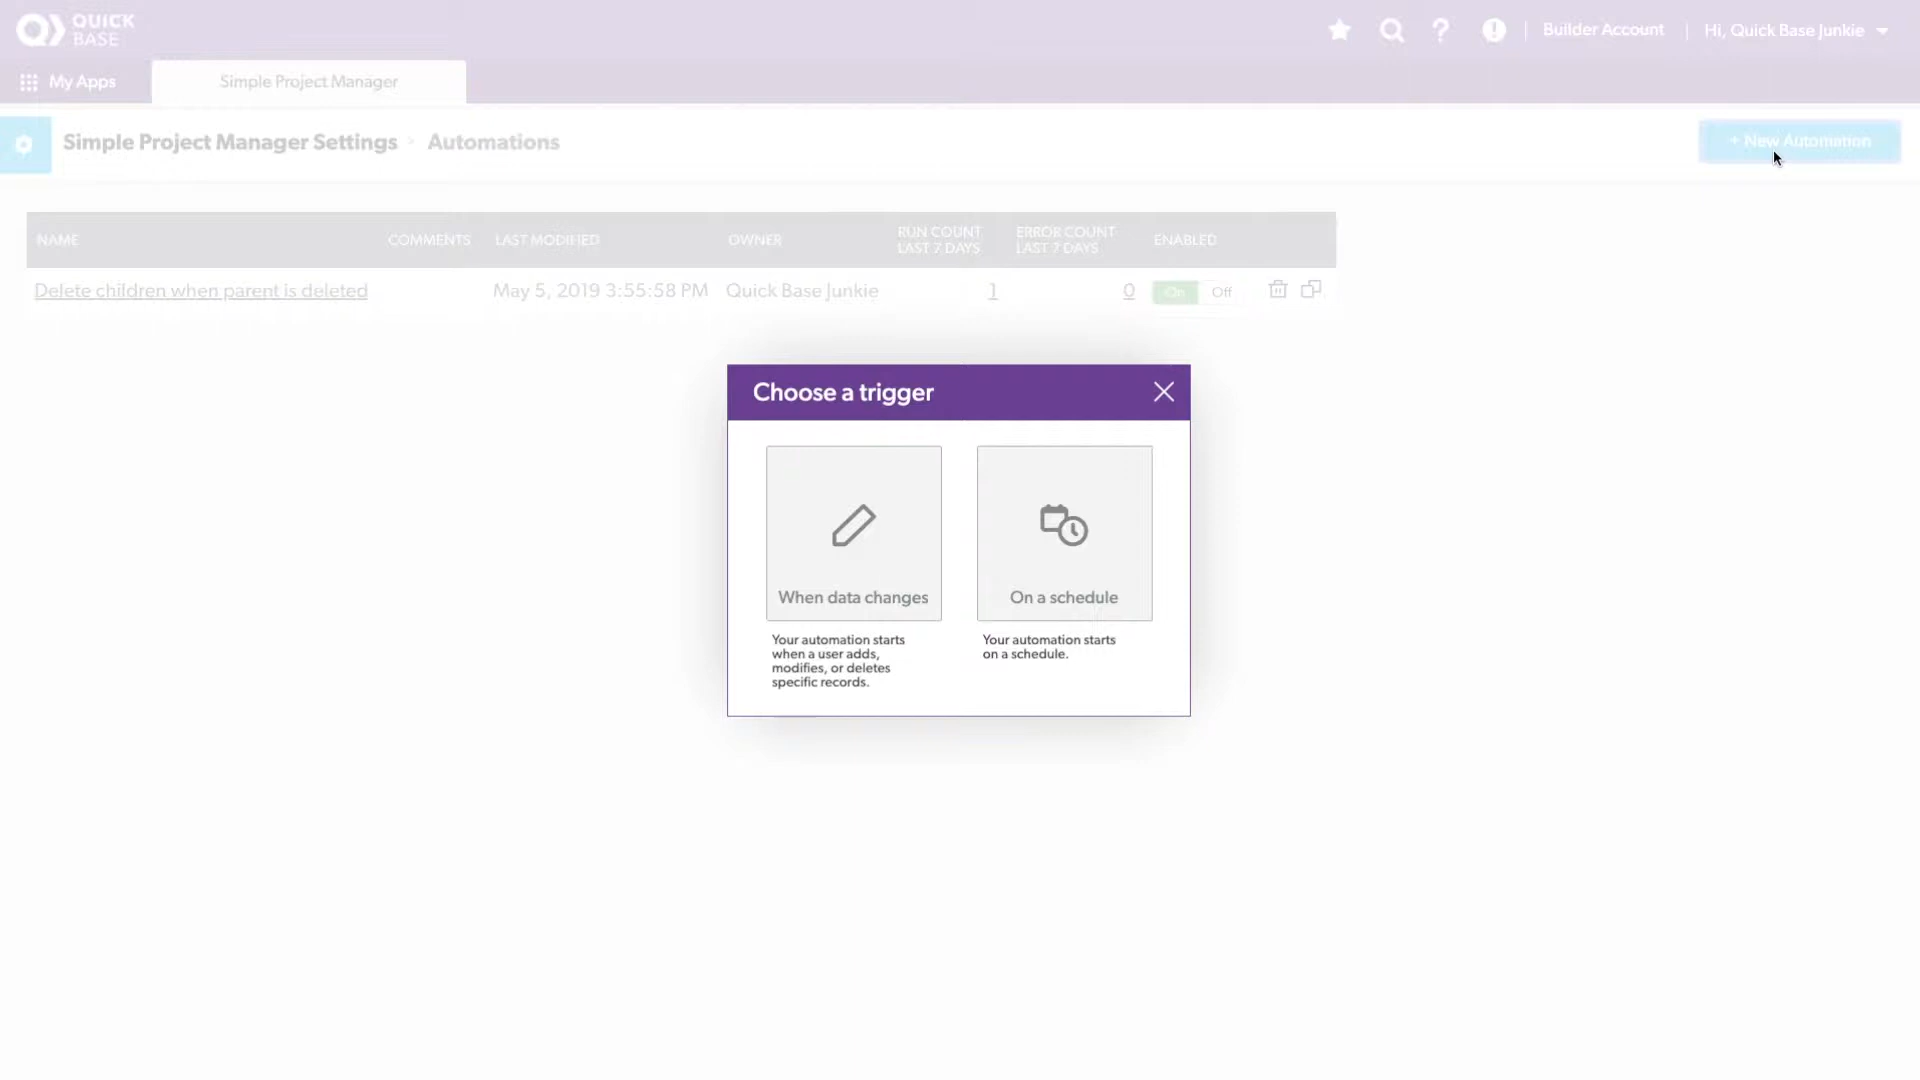 QUICK
BASE
Builder Account
Hi, Quick Base Junkie
My Apps
Simple Project Manager
Simple Project Manager Settings > Automations
+ New Automation
NAME COMMENTS LAST MODIFIED OWNER RUN COUNT LAST 7 DAYS ERROR COUNT LAST 7 DAYS ENABLED
Delete children when parent is deleted May 5, 2019 3:55:58 PM Quick Base Junkie 1 0 On Off
Choose a trigger
When data changes
Your automation starts
when a user adds,
modifies, or deletes
specific records.
On a schedule
Your automation starts
on a schedule.